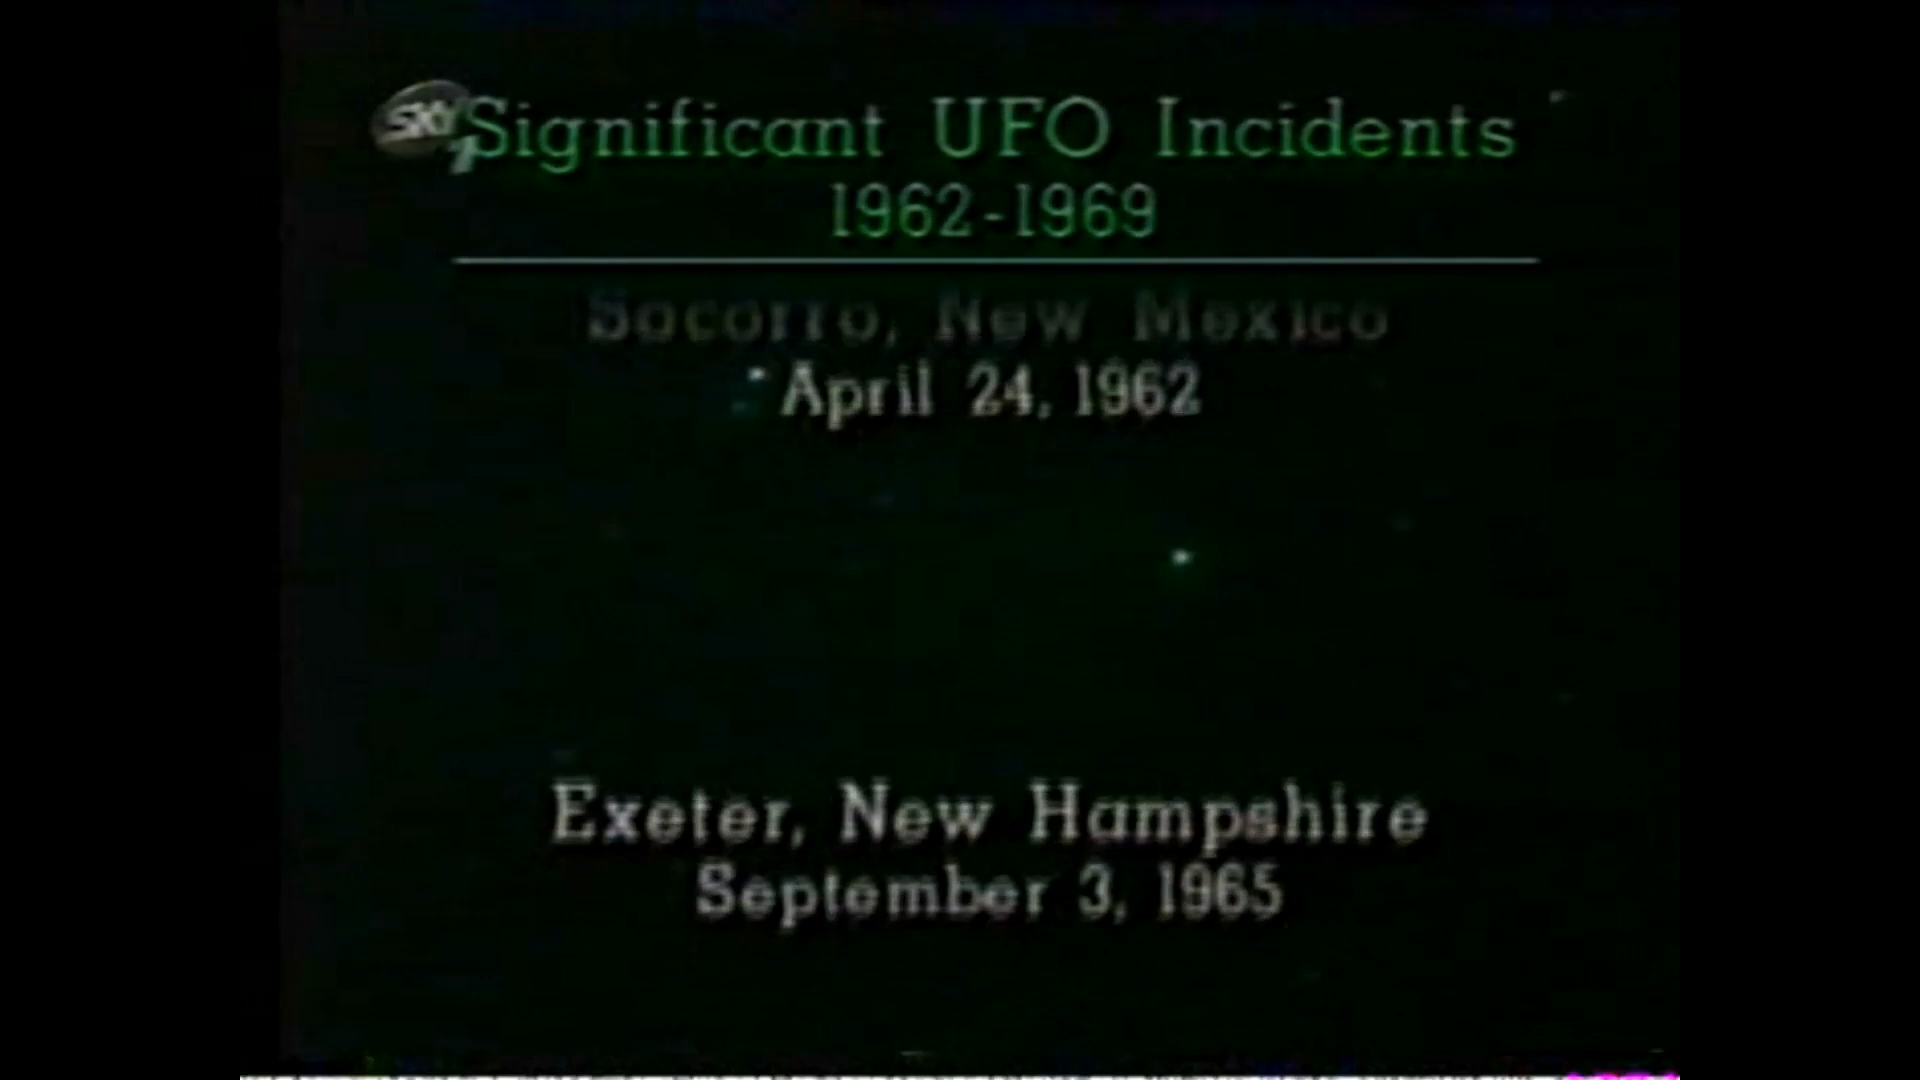 SKY 1
Significant UFO Incidents
1962-1969
Socorro, New Mexico
April 24, 1962
Exeter, New Hampshire
September 3, 1965